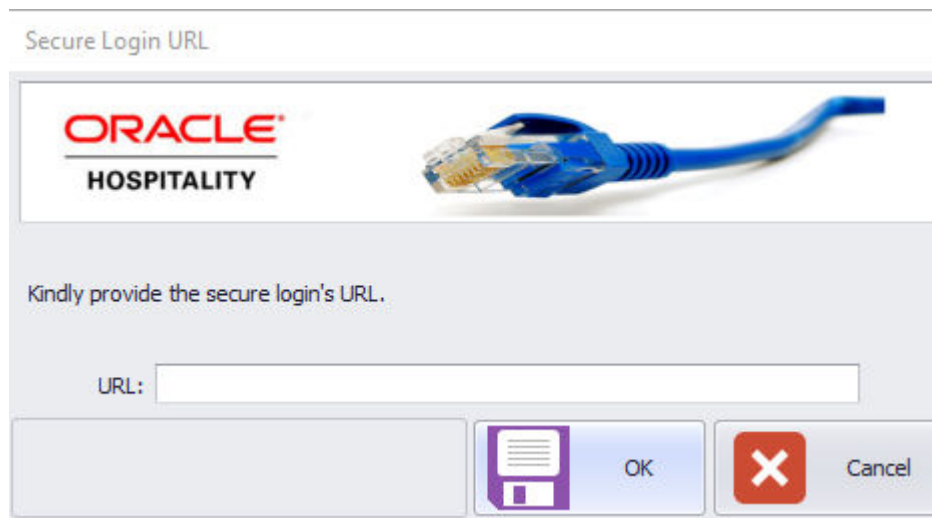 Secure Login URL
ORACLE
HOSPITALITY
Kindly provide the secure login's URL.
URL:
OK
Cancel